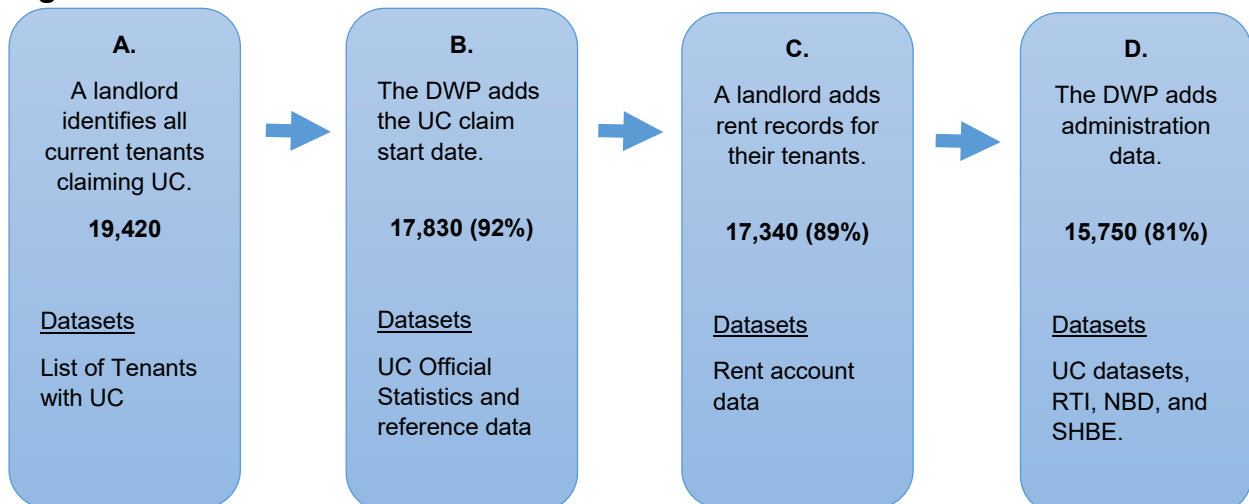 A.
A landlord
identifies all
current tenants
claiming UC.
19,420
Datasets
List of Tenants
with UC
B.
The DWP adds
the UC claim
start date.
17,830 (92%)
Datasets
UC Official
Statistics and
reference data
C.
A landlord adds
rent records for
their tenants.
17,340 (89%)
Datasets
Rent account
data
D.
The DWP adds
administration
data.
15,750 (81%)
Datasets
UC datasets,
RTI, NBD, and
SHBE.